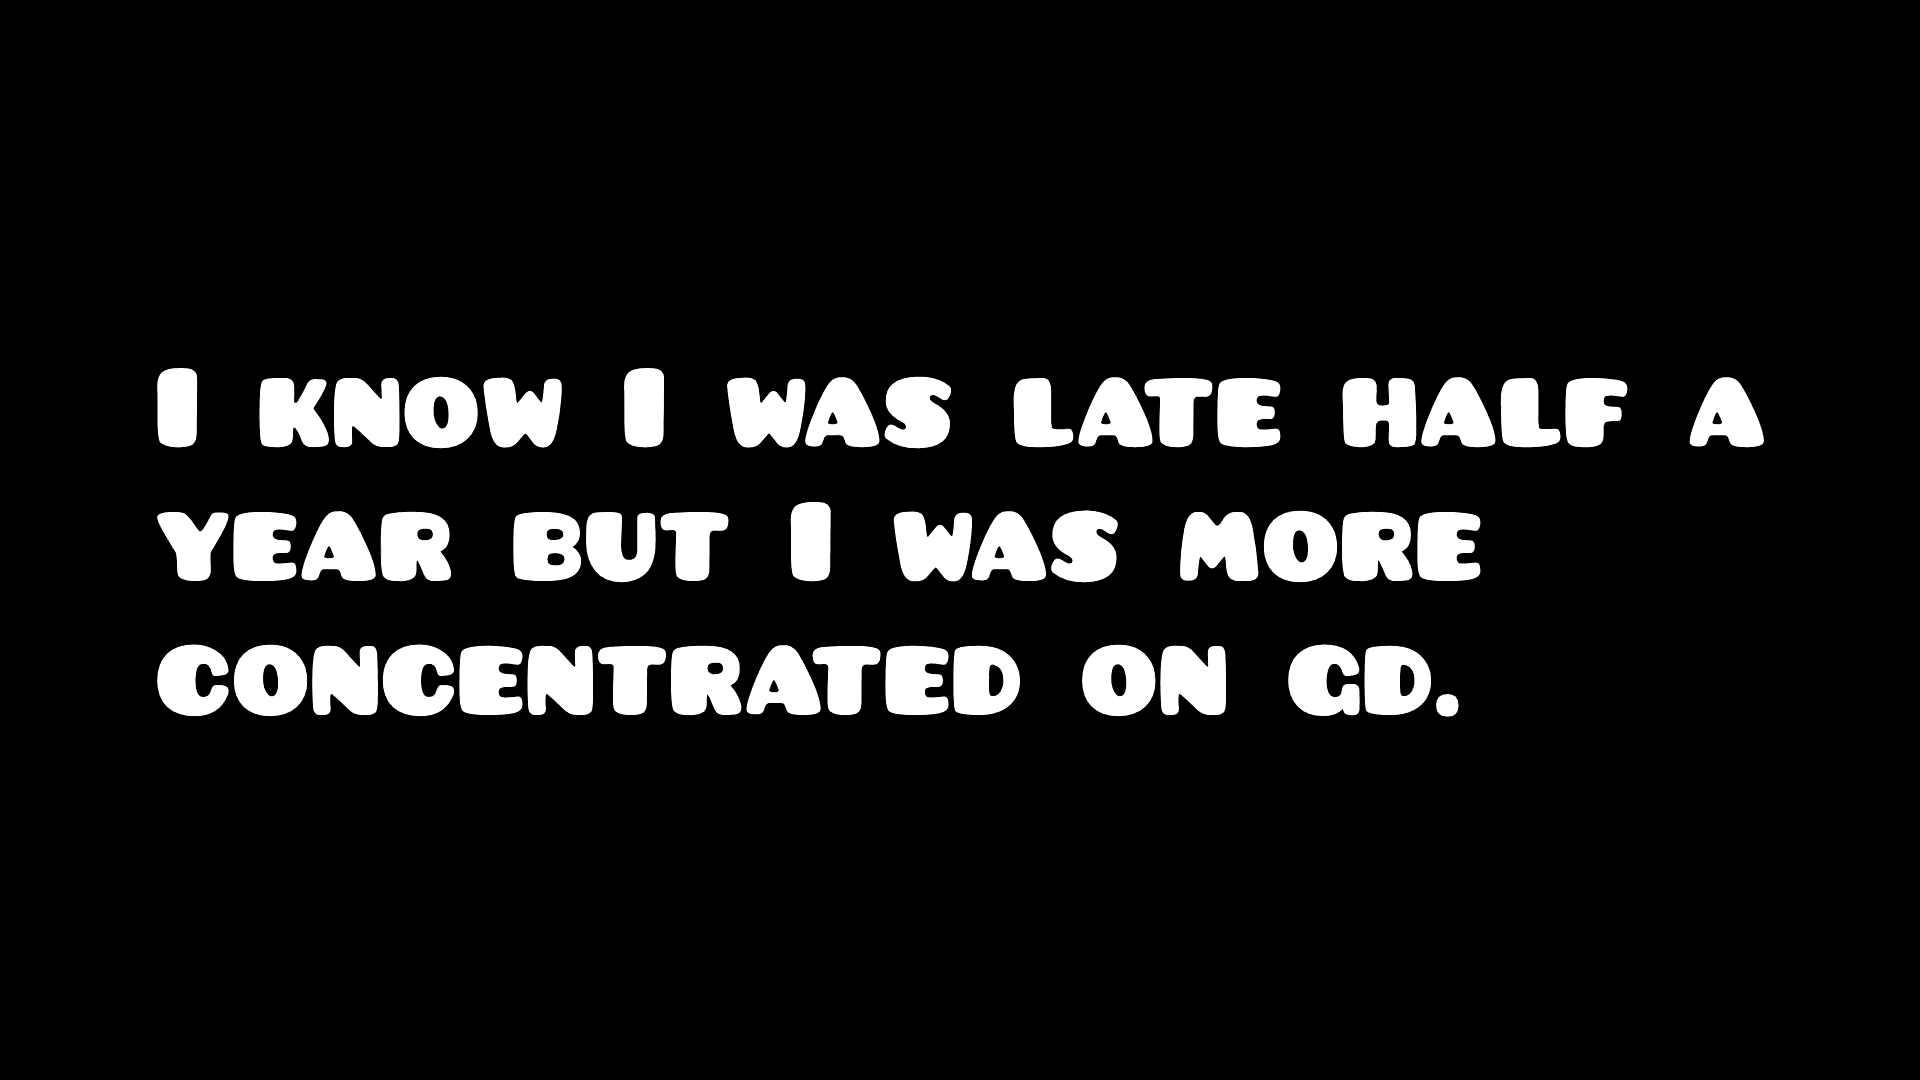 I know I was late half a
year but I was more
concentrated on gd.